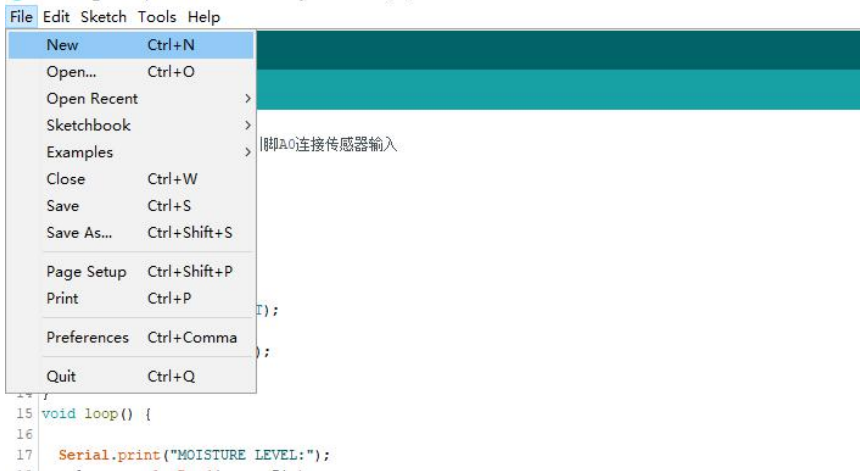 File Edit Sketch Tools Help
New Ctrl+N
Open... Ctrl+O
Open Recent >
Sketchbook >
Examples >
脚A0连接传感器输入
Close Ctrl+W
Save Ctrl+S
Save As... Ctrl+Shift+S
Page Setup Ctrl+Shift+P
Print Ctrl+P
);
Preferences Ctrl+Comma
);
Quit Ctrl+Q
14 }
15 void loop() {
16
17 Serial.print("MOISTURE LEVEL:");